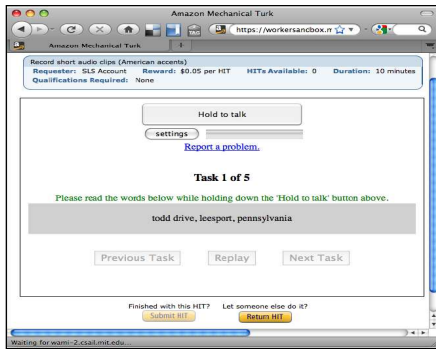 Amazon Mechanical Turk
https://workersandbox.m
Amazon Mechanical Turk
Record short audio clips (American accents)
Requester: SLS Account Reward: $0.05 per HIT HITs Available: 0 Duration: 10 minutes
Qualifications Required: None
Hold to talk
settings
Report a problem.
Task 1 of 5
Please read the words below while holding down the 'Hold to talk' button above.
todd drive, leesport, pennsylvania
Previous Task Replay Next Task
Finished with this HIT? Let someone else do it?
Submit HIT Return HIT
Waiting for wami-2.csail.mit.edu...